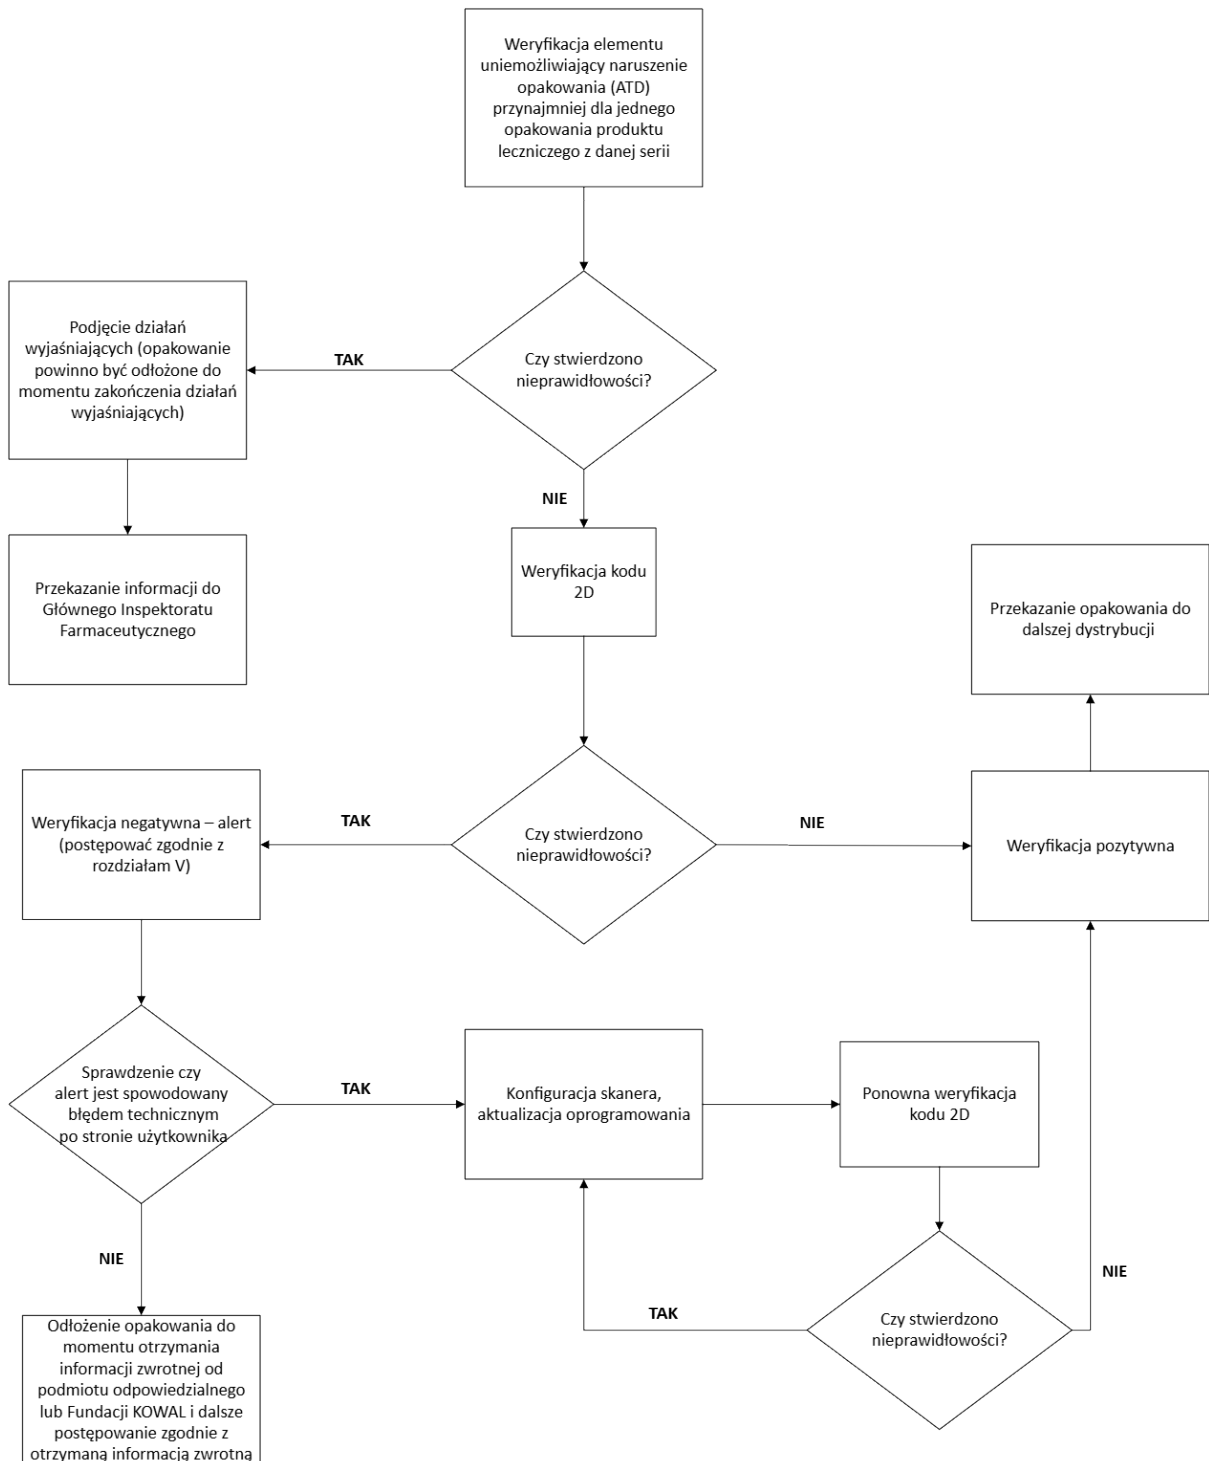 Weryfikacja elementu
uniemożliwiający naruszenie
opakowania (ATD)
przynajmniej dla jednego
opakowania produktu
leczniczego z danej serii
Czy stwierdzono
nieprawidłowości?
TAK
Podjęcie działań
wyjaśniających (opakowanie
powinno być odłożone do
momentu zakończenia działań
wyjaśniających)
Przekazanie informacji do
Głównego Inspektoratu
Farmaceutycznego
NIE
Weryfikacja kodu
2D
Czy stwierdzono
nieprawidłowości?
NIE
Weryfikacja pozytywna
Przekazanie opakowania do
dalszej dystrybucji
TAK
Weryfikacja negatywna – alert
(postępować zgodnie z
rozdziałam V)
Sprawdzenie czy
alert jest spowodowany
błędem technicznym
po stronie użytkownika
TAK
Konfiguracja skanera,
aktualizacja oprogramowania
Ponowna weryfikacja
kodu 2D
Czy stwierdzono
nieprawidłowości?
TAK
NIE
NIE
Odłożenie opakowania do
momentu otrzymania
informacji zwrotnej od
podmiotu odpowiedzialnego
lub Fundacji KOWAL i dalsze
postępowanie zgodnie z
otrzymaną informacją zwrotną